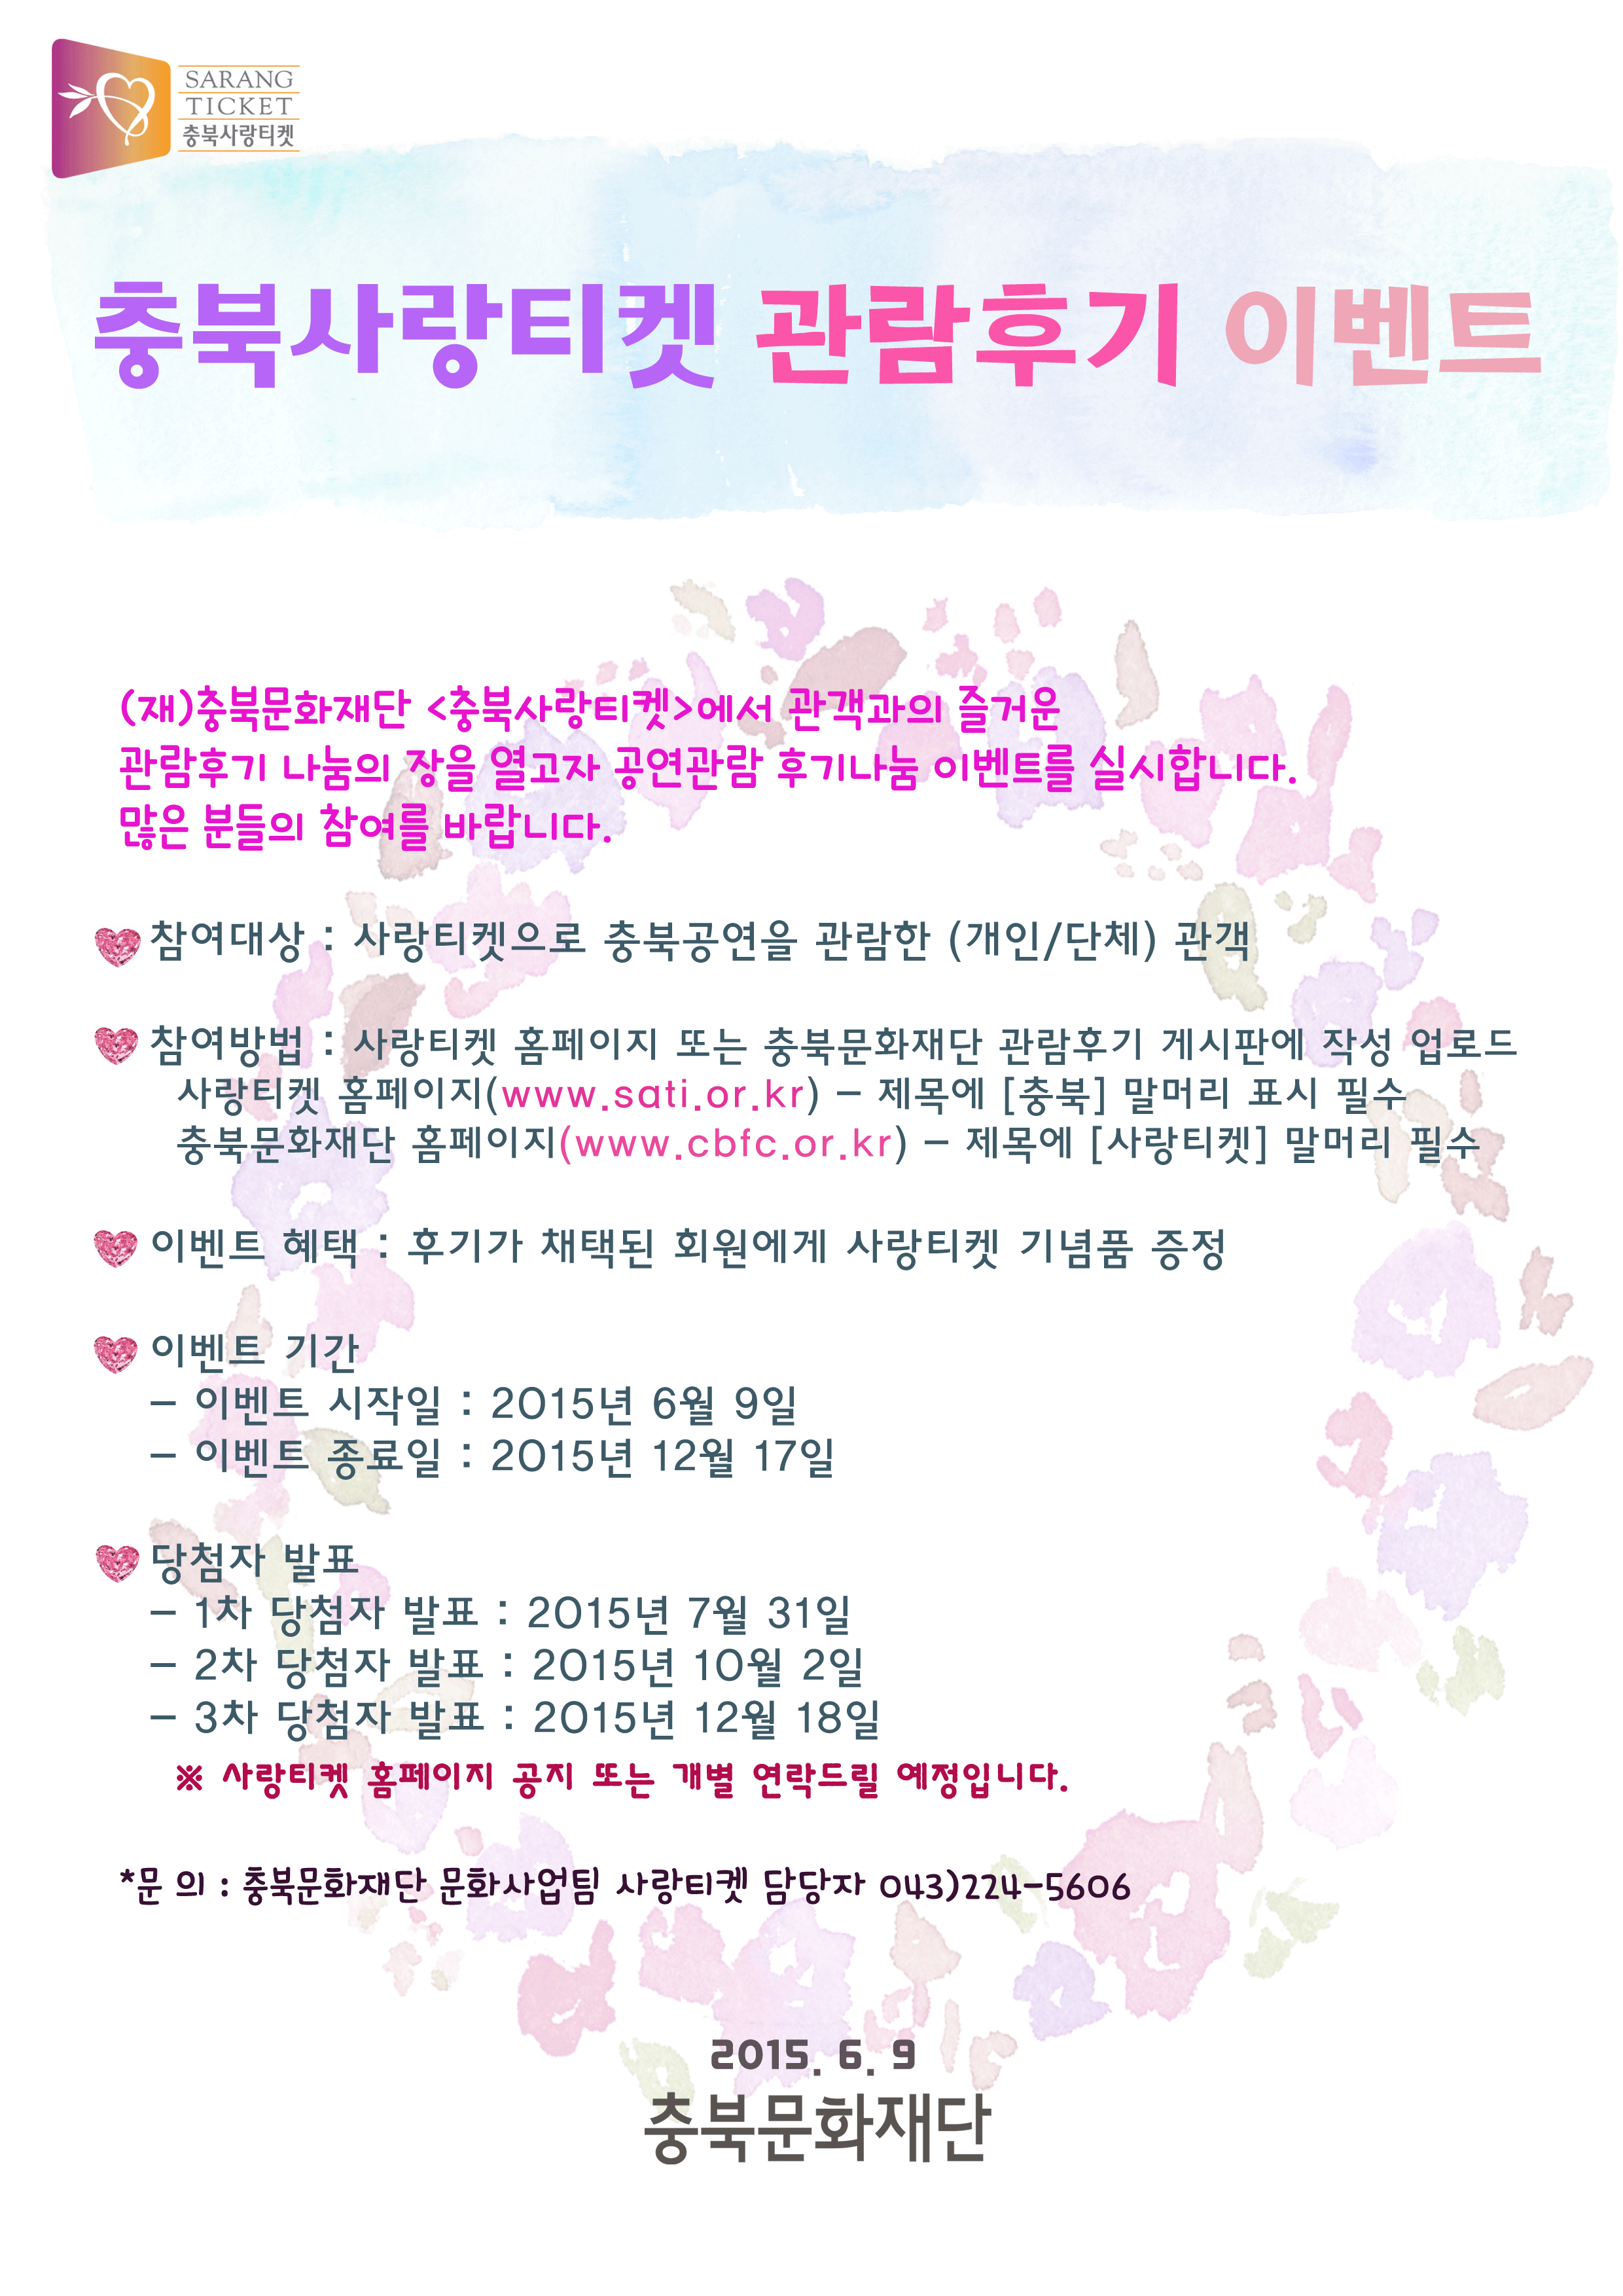 SARANG
TICKET
충북사랑티켓
충북사랑티켓 관람후기 이벤트
(재)충북문화재단 <충북사랑티켓>에서 관객과의 즐거운
관람후기 나눔의 장을 열고자 공연관람 후기나눔 이벤트를 실시합니다.
많은 분들의 참여를 바랍니다.
참여대상 : 사랑티켓으로 충북공연을 관람한 (개인/단체) 관객
참여방법 : 사랑티켓 홈페이지 또는 충북문화재단 관람후기 게시판에 작성 업로드
사랑티켓 홈페이지(www.sati.or.kr) - 제목에 [충북] 말머리 표시 필수
충북문화재단 홈페이지(www.cbfc.or.kr) - 제목에 [사랑티켓] 말머리 필수
이벤트 혜택 : 후기가 채택된 회원에게 사랑티켓 기념품 증정
이벤트 기간
- 이벤트 시작일 : 2015년 6월 9일
- 이벤트 종료일 : 2015년 12월 17일
당첨자 발표
- 1차 당첨자 발표 : 2015년 7월 31일
- 2차 당첨자 발표 : 2015년 10월 2일
- 3차 당첨자 발표 : 2015년 12월 18일
※ 사랑티켓 홈페이지 공지 또는 개별 연락드릴 예정입니다.
*문 의 : 충북문화재단 문화사업팀 사랑티켓 담당자 043)224-5606
2015. 6. 9
충북문화재단